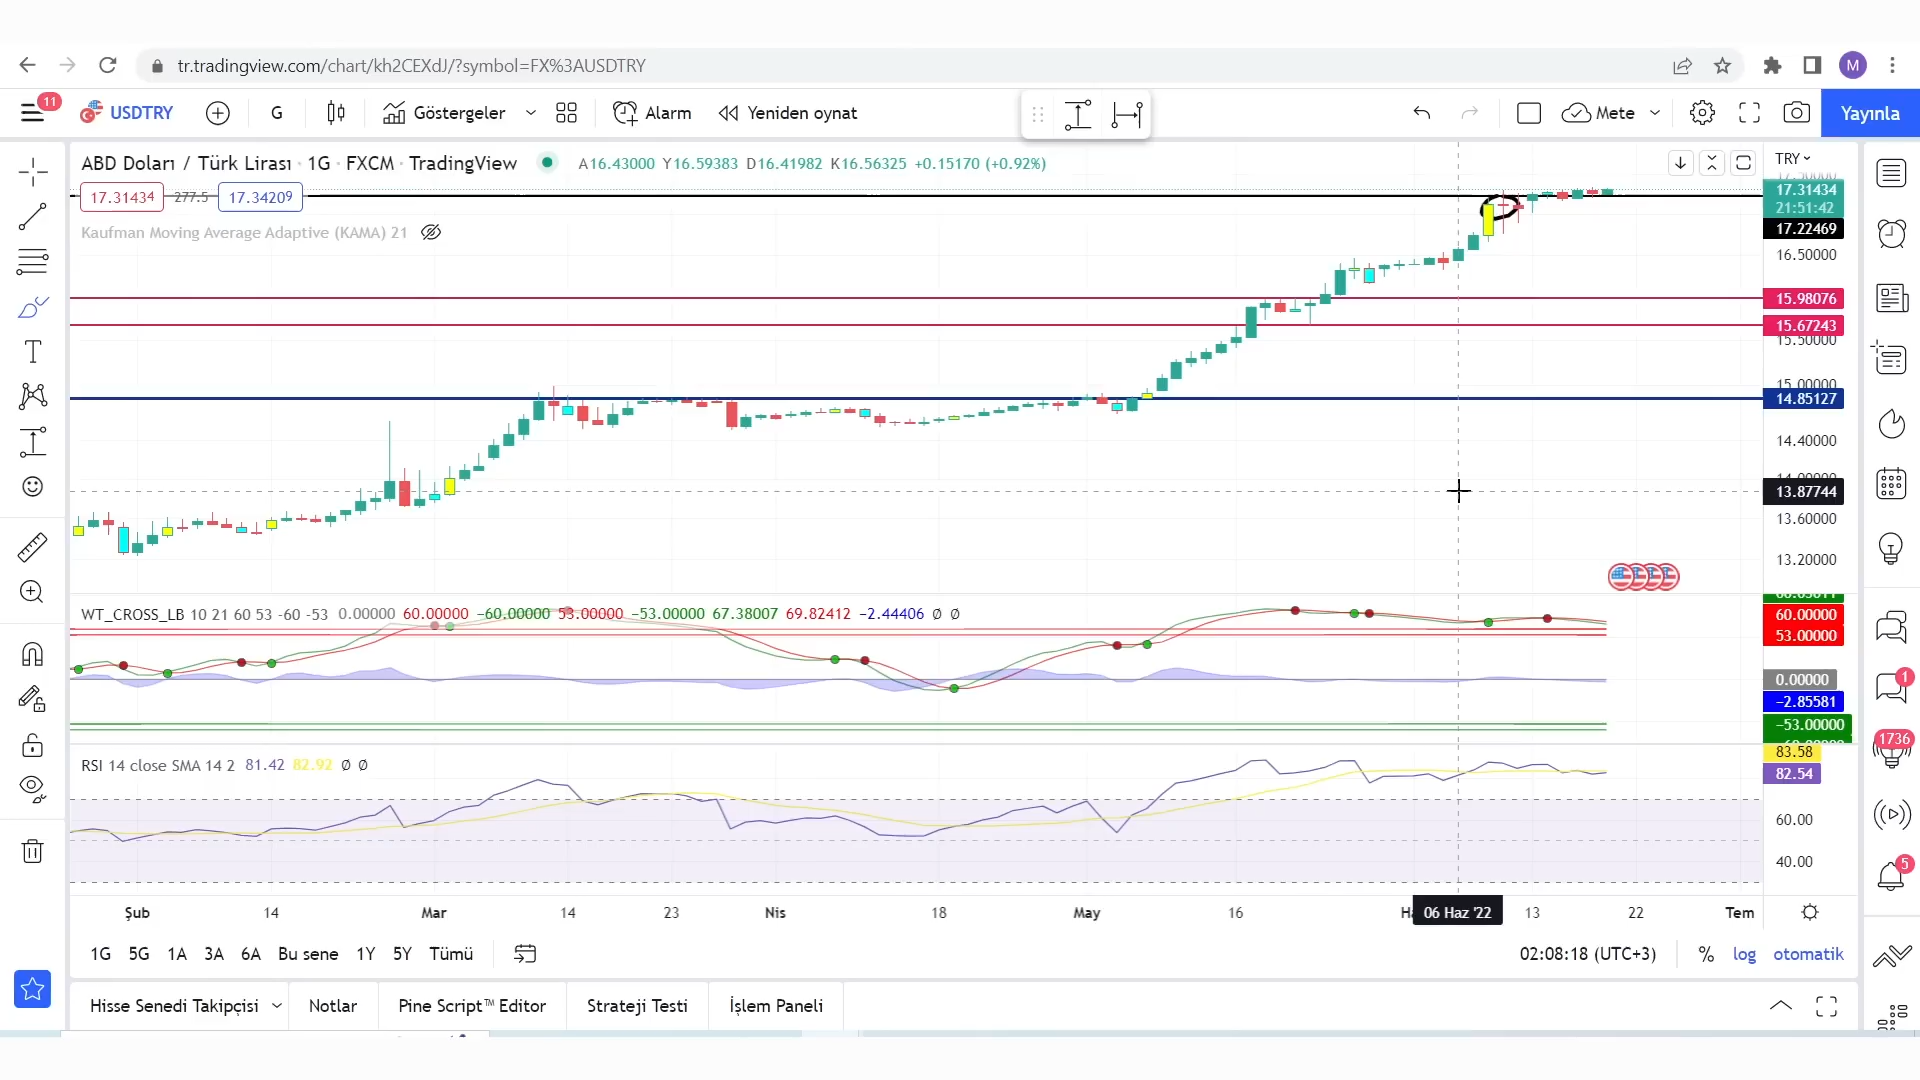 tr.tradingview.com/chart/kh2CEXdJ/?symbol=FX%3AUSDTRY
M
11
USDTRY
G
Göstergeler
Alarm
Yeniden oynat
Mete
Yayınla
ABD Doları / Türk Lirası · 1G · FXCM · TradingView
A16.43000 Y16.59383 D16.41982 K16.56325 +0.15170 (+0.92%)
TRY
17.31434
277.5
17.34209
17.31434
21:51:42
17.22469
Kaufman Moving Average Adaptive (KAMA) 21
16.50000
15.98076
15.67243
15.50000
15.00000
14.85127
14.40000
13.87744
13.60000
13.20000
WT_CROSS_LB 10 21 60 53 -60 -53 0.00000 60.00000 −60.00000 53.00000 −53.00000 67.38007 69.82412 −2.44406 Ø Ø
60.00000
53.00000
0.00000
−2.85581
−53.00000
1
1736
RSI 14 close SMA 14 2 81.42 82.92 Ø Ø
83.58
82.54
60.00
40.00
5
Şub 14 Mar 14 23 Nis 18 May 16 06 Haz '22 13 22 Tem
1G 5G 1A 3A 6A Bu sene 1Y 5Y Tümü
02:08:18 (UTC+3)
% log otomatik
Hisse Senedi Takipçisi
Notlar
Pine Script™ Editor
Strateji Testi
İşlem Paneli